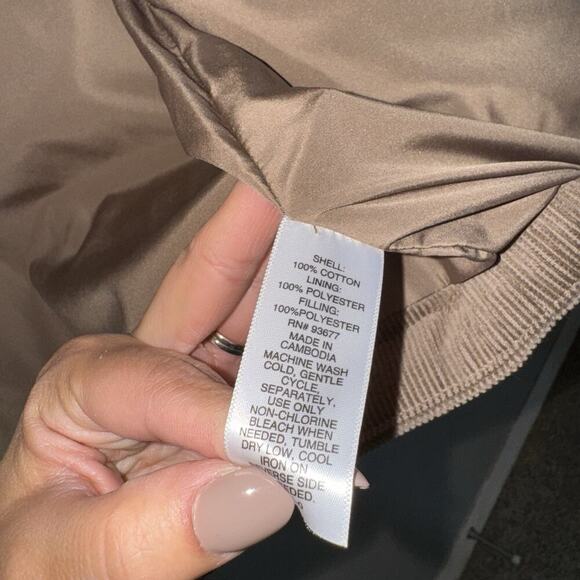 SHELL:
100% COTTON
LINING:
100% POLYESTER
FILLING:
100%POLYESTER
RN# 93677
MADE IN
CAMBODIA
MACHINE WASH
COLD, GENTLE
CYCLE,
SEPARATELY,
USE ONLY
NON-CHLORINE
BLEACH WHEN
NEEDED, TUMBLE
DRY LOW, COOL
IRON ON
SIDE